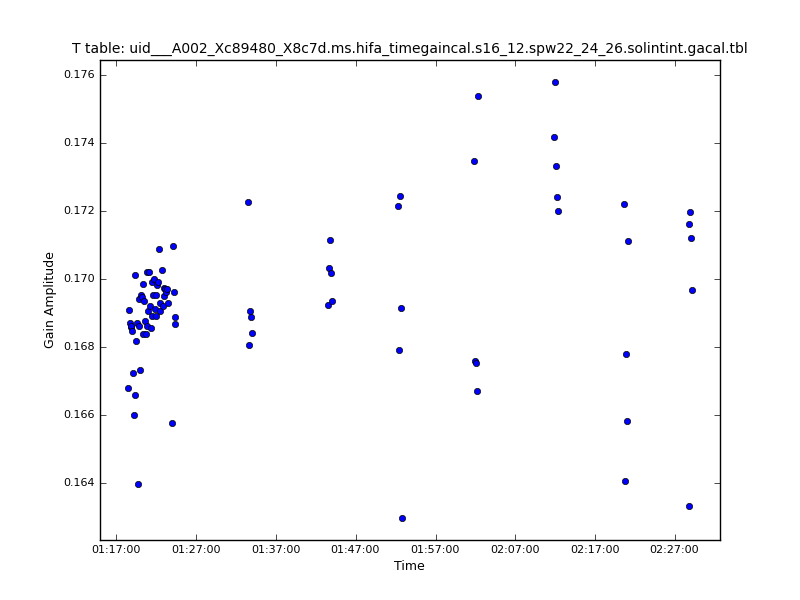 T table: uid___A002_Xc89480_X8c7d.ms.hifa_timegaincal.s16_12.spw22_24_26.solintint.gacal.tbl
0.176
0.174
0.172
0.170
0.168
0.166
0.164
Gain Amplitude
01:17:00 01:27:00 01:37:00 01:47:00 01:57:00 02:07:00 02:17:00 02:27:00
Time